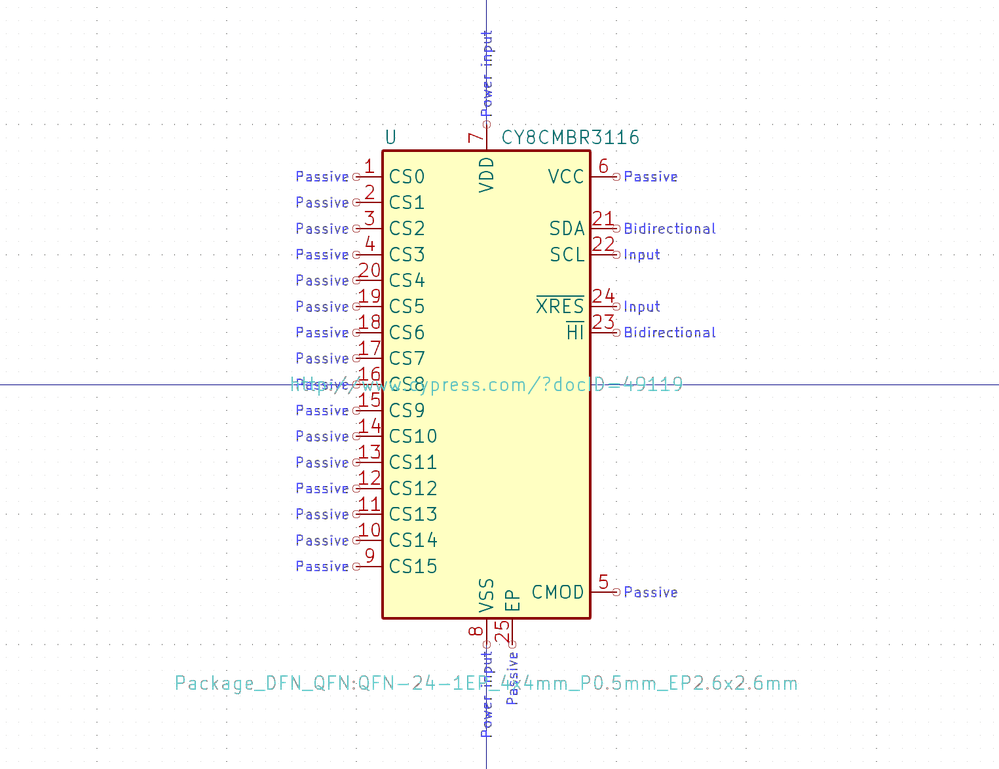 Power input
7
U CY8CMBR3116
VDD
Passive 1 CS0 VCC 6 Passive
Passive 2 CS1
Passive 3 CS2 SDA 21 Bidirectional
Passive 4 CS3 SCL 22 Input
Passive 20 CS4
Passive 19 CS5 XRES 24 Input
Passive 18 CS6 HI 23 Bidirectional
Passive 17 CS7
Passive 16 CS8
http://www.cypress.com/?docID=49119
Passive 15 CS9
Passive 14 CS10
Passive 13 CS11
Passive 12 CS12
Passive 11 CS13
Passive 10 CS14
Passive 9 CS15
VSS EP CMOD 5 Passive
8 25
Package_DFN_QFN:QFN-24-1EP_4x4mm_P0.5mm_EP2.6x2.6mm
Power input Passive